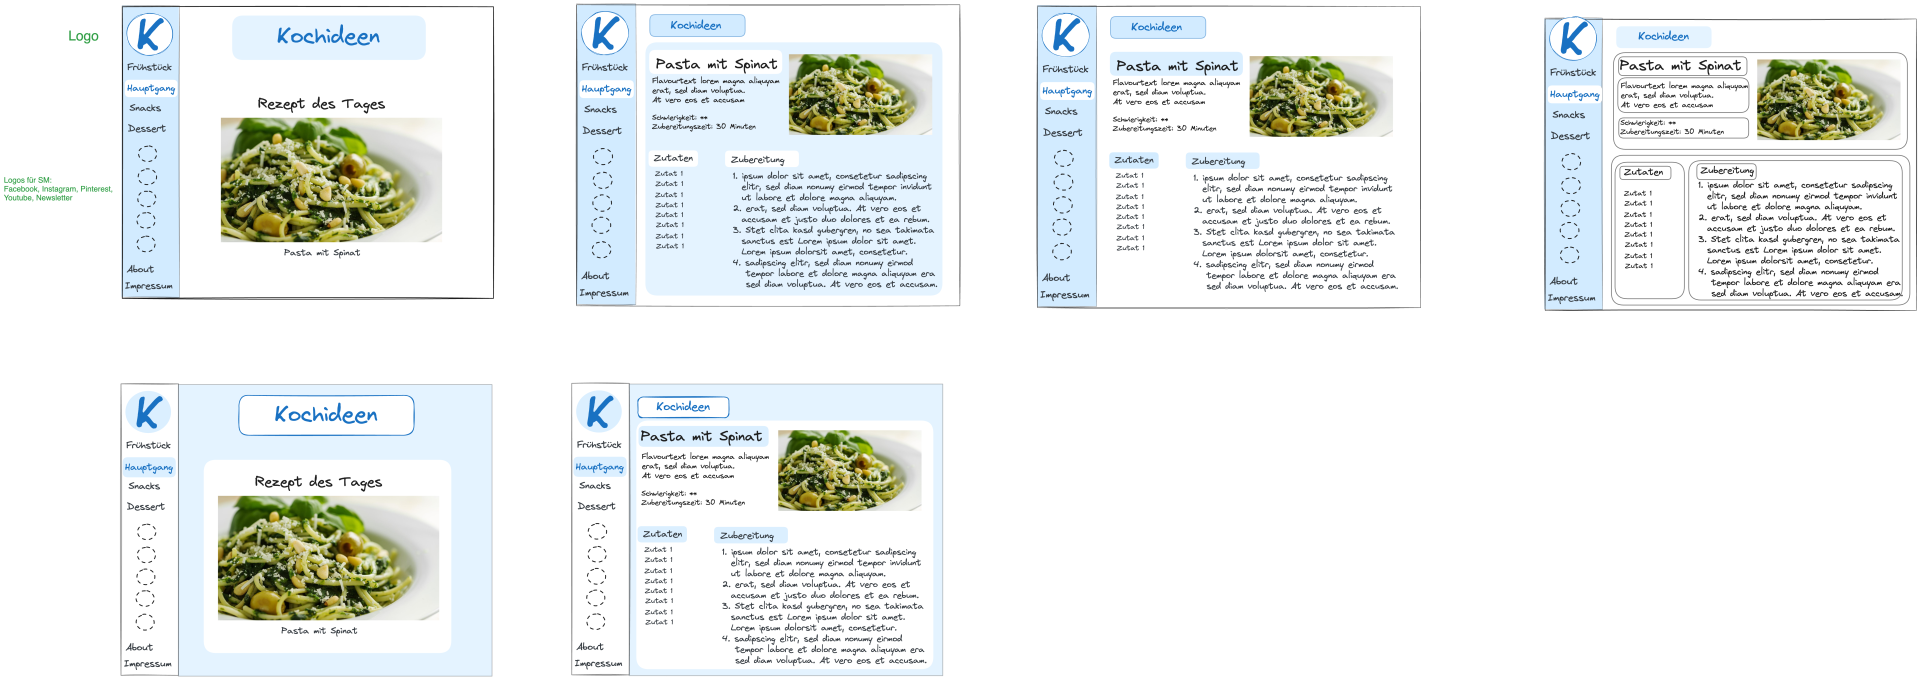 Logo
Logos für SM:
Facebook, Instagram, Pinterest,
Youtube, Newsletter
K
Frühstück
Hauptgang
Snacks
Dessert
About
Impressum
Kochideen
Rezept des Tages
Pasta mit Spinat
K
Frühstück
Hauptgang
Snacks
Dessert
About
Impressum
Kochideen
Pasta mit Spinat
Flavourtext lorem magna aliquyam
erat, sed diam voluptua.
At vero eos et accusam
Schwierigkeit: **
Zubereitungszeit: 30 Minuten
Zutaten
Zutat 1
Zutat 1
Zutat 1
Zutat 1
Zutat 1
Zutat 1
Zutat 1
Zutat 1
Zubereitung
1. ipsum dolor sit amet, consetetur sadipscing
elitr, sed diam nonumy eirmod tempor invidunt
ut labore et dolore magna aliquyam.
2. erat, sed diam voluptua. At vero eos et
accusam et justo duo dolores et ea rebum.
3. Stet clita kasd gubergren, no sea takimata
sanctus est Lorem ipsum dolor sit amet.
Lorem ipsum dolorsit amet, consetetur.
4. sadipscing elitr, sed diam nonumy eirmod
tempor labore et dolore magna aliquyam era
sed diam voluptua. At vero eos et accusam.
K
Frühstück
Hauptgang
Snacks
Dessert
About
Impressum
Kochideen
Pasta mit Spinat
Flavourtext lorem magna aliquyam
erat, sed diam voluptua.
At vero eos et accusam
Schwierigkeit: **
Zubereitungszeit: 30 Minuten
Zutaten
Zutat 1
Zutat 1
Zutat 1
Zutat 1
Zutat 1
Zutat 1
Zutat 1
Zutat 1
Zubereitung
1. ipsum dolor sit amet, consetetur sadipscing
elitr, sed diam nonumy eirmod tempor invidunt
ut labore et dolore magna aliquyam.
2. erat, sed diam voluptua. At vero eos et
accusam et justo duo dolores et ea rebum.
3. Stet clita kasd gubergren, no sea takimata
sanctus est Lorem ipsum dolor sit amet.
Lorem ipsum dolorsit amet, consetetur.
4. sadipscing elitr, sed diam nonumy eirmod
tempor labore et dolore magna aliquyam era
sed diam voluptua. At vero eos et accusam.
K
Frühstück
Hauptgang
Snacks
Dessert
About
Impressum
Kochideen
Pasta mit Spinat
Flavourtext lorem magna aliquyam
erat, sed diam voluptua.
At vero eos et accusam
Schwierigkeit: **
Zubereitungszeit: 30 Minuten
Zutaten
Zutat 1
Zutat 1
Zutat 1
Zutat 1
Zutat 1
Zutat 1
Zutat 1
Zutat 1
Zubereitung
1. ipsum dolor sit amet, consetetur sadipscing
elitr, sed diam nonumy eirmod tempor invidunt
ut labore et dolore magna aliquyam.
2. erat, sed diam voluptua. At vero eos et
accusam et justo duo dolores et ea rebum.
3. Stet clita kasd gubergren, no sea takimata
sanctus est Lorem ipsum dolor sit amet.
Lorem ipsum dolorsit amet, consetetur.
4. sadipscing elitr, sed diam nonumy eirmod
tempor labore et dolore magna aliquyam era
sed diam voluptua. At vero eos et accusam.
K
Frühstück
Hauptgang
Snacks
Dessert
About
Impressum
Kochideen
Rezept des Tages
Pasta mit Spinat
K
Frühstück
Hauptgang
Snacks
Dessert
About
Impressum
Kochideen
Pasta mit Spinat
Flavourtext lorem magna aliquyam
erat, sed diam voluptua.
At vero eos et accusam
Schwierigkeit: **
Zubereitungszeit: 30 Minuten
Zutaten
Zutat 1
Zutat 1
Zutat 1
Zutat 1
Zutat 1
Zutat 1
Zutat 1
Zutat 1
Zubereitung
1. ipsum dolor sit amet, consetetur sadipscing
elitr, sed diam nonumy eirmod tempor invidunt
ut labore et dolore magna aliquyam.
2. erat, sed diam voluptua. At vero eos et
accusam et justo duo dolores et ea rebum.
3. Stet clita kasd gubergren, no sea takimata
sanctus est Lorem ipsum dolor sit amet.
Lorem ipsum dolorsit amet, consetetur.
4. sadipscing elitr, sed diam nonumy eirmod
tempor labore et dolore magna aliquyam era
sed diam voluptua. At vero eos et accusam.